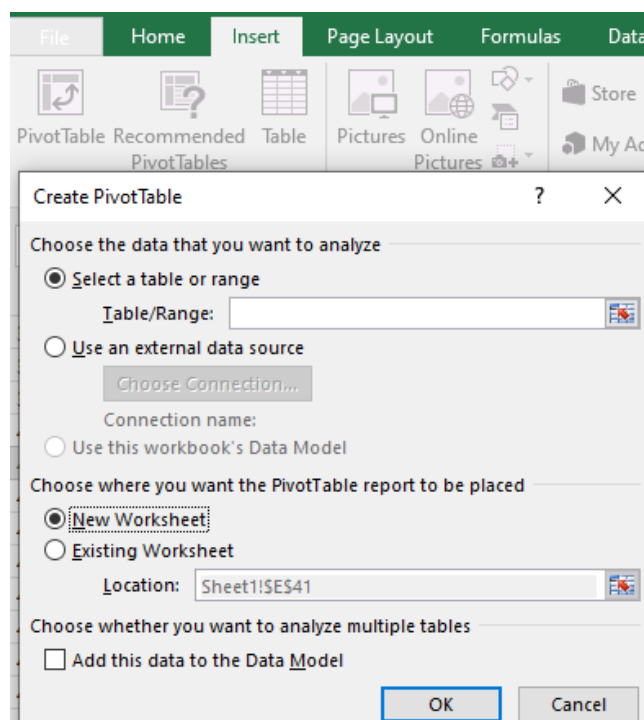 File Home Insert Page Layout Formulas Data
PivotTable Recommended PivotTables Table Pictures Online Pictures Store
My
Create PivotTable ? X
Choose the data that you want to analyze
Select a table or range
Table/Range:
Use an external data source
Choose Connection...
Connection name:
Use this workbook's Data Model
Choose where you want the PivotTable report to be placed
New Worksheet
Existing Worksheet
Location: Sheet1!$E$41
Choose whether you want to analyze multiple tables
Add this data to the Data Model
OK Cancel